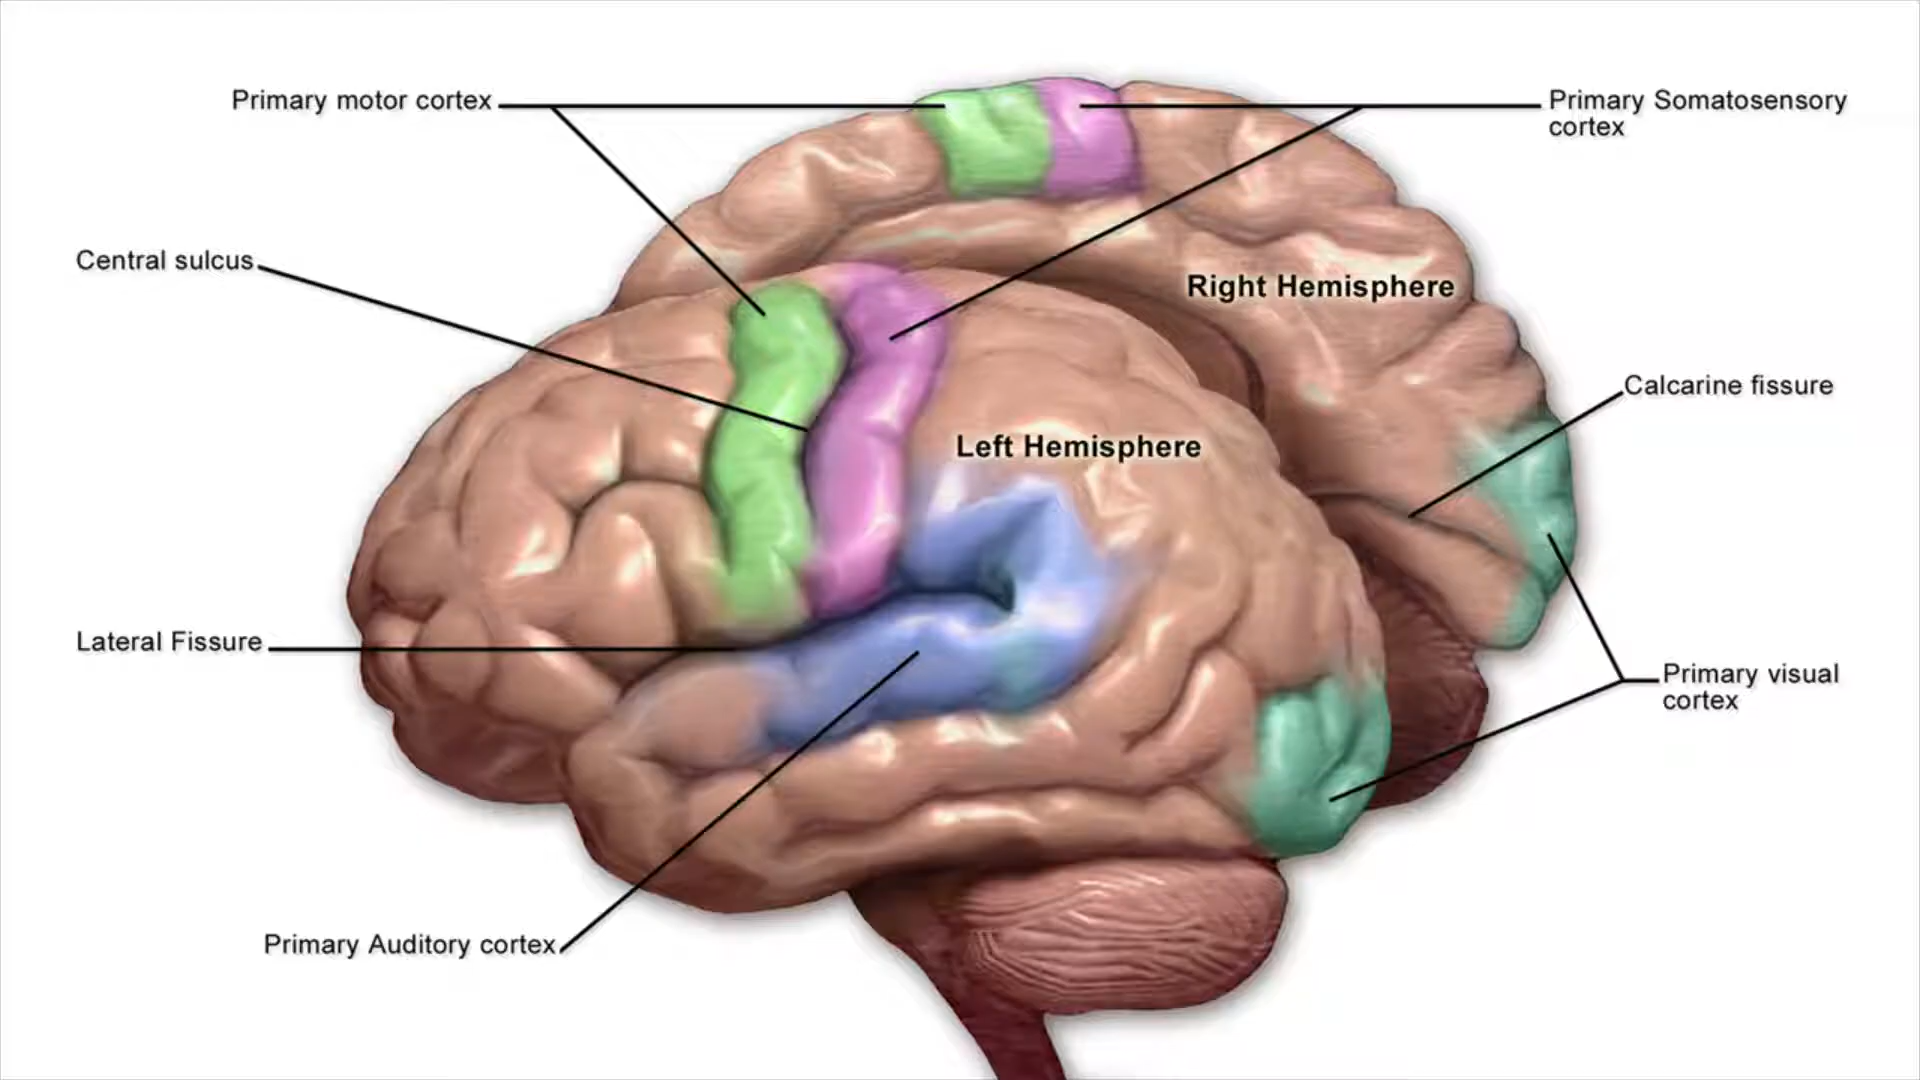 Primary motor cortex
Primary Somatosensory
cortex
Central sulcus
Right Hemisphere
Calcarine fissure
Left Hemisphere
Lateral Fissure
Primary visual
cortex
Primary Auditory cortex